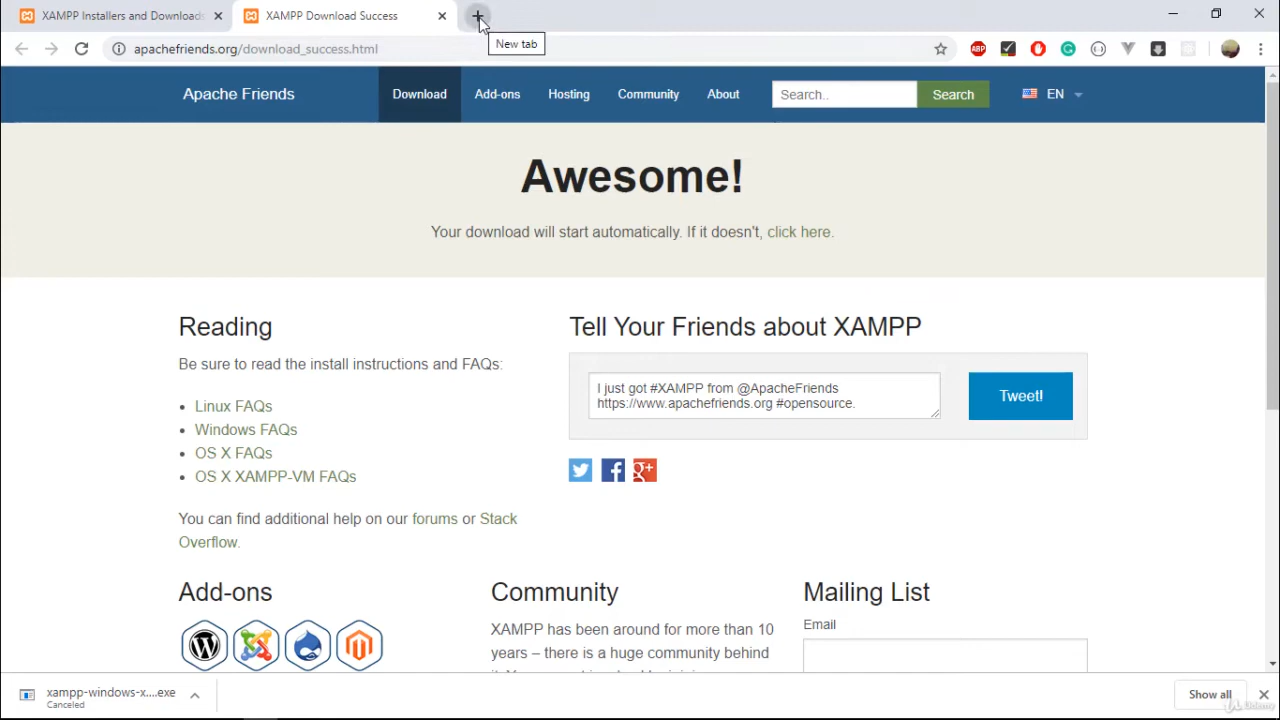 XAMPP Installers and Downloads
XAMPP Download Success
New tab
apachefriends.org/download_success.html
ABP
Apache Friends
Download
Add-ons
Hosting
Community
About
Search..
Search
EN
Awesome!
Your download will start automatically. If it doesn't, click here.
Reading
Be sure to read the install instructions and FAQs:
Linux FAQs
Windows FAQs
OS X FAQs
OS X XAMPP-VM FAQs
You can find additional help on our forums or Stack
Overflow.
Tell Your Friends about XAMPP
I just got #XAMPP from @ApacheFriends
https://www.apachefriends.org #opensource.
Tweet!
Add-ons
Community
XAMPP has been around for more than 10
years – there is a huge community behind
Mailing List
Email
xampp-windows-x....exe
Canceled
Show all
Udemy